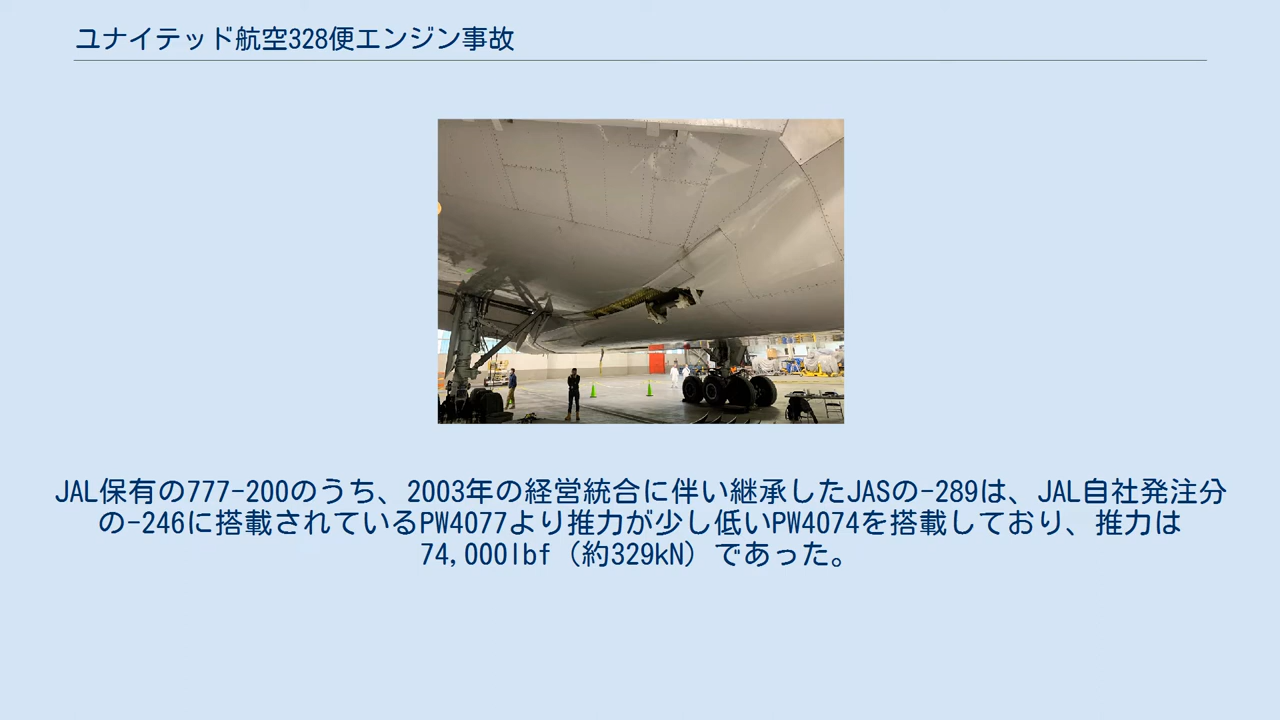 ユナイテッド航空328便エンジン事故
JAL保有の777-200のうち、2003年の経営統合に伴い継承したJASの-289は、JAL自社発注分
の-246に搭載されているPW4077より推力が少し低いPW4074を搭載しており、推力は
74,000lbf（約329kN）であった。